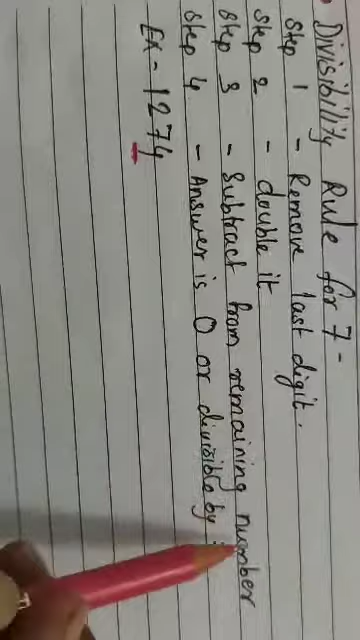 Divisibility Rule for 7 -
Step 1 - Remove last digit.
Step 2 - double it
Step 3 - Subtract from remaining number
Step 4 - Answer is 0 or divisible by
Ex - 1274